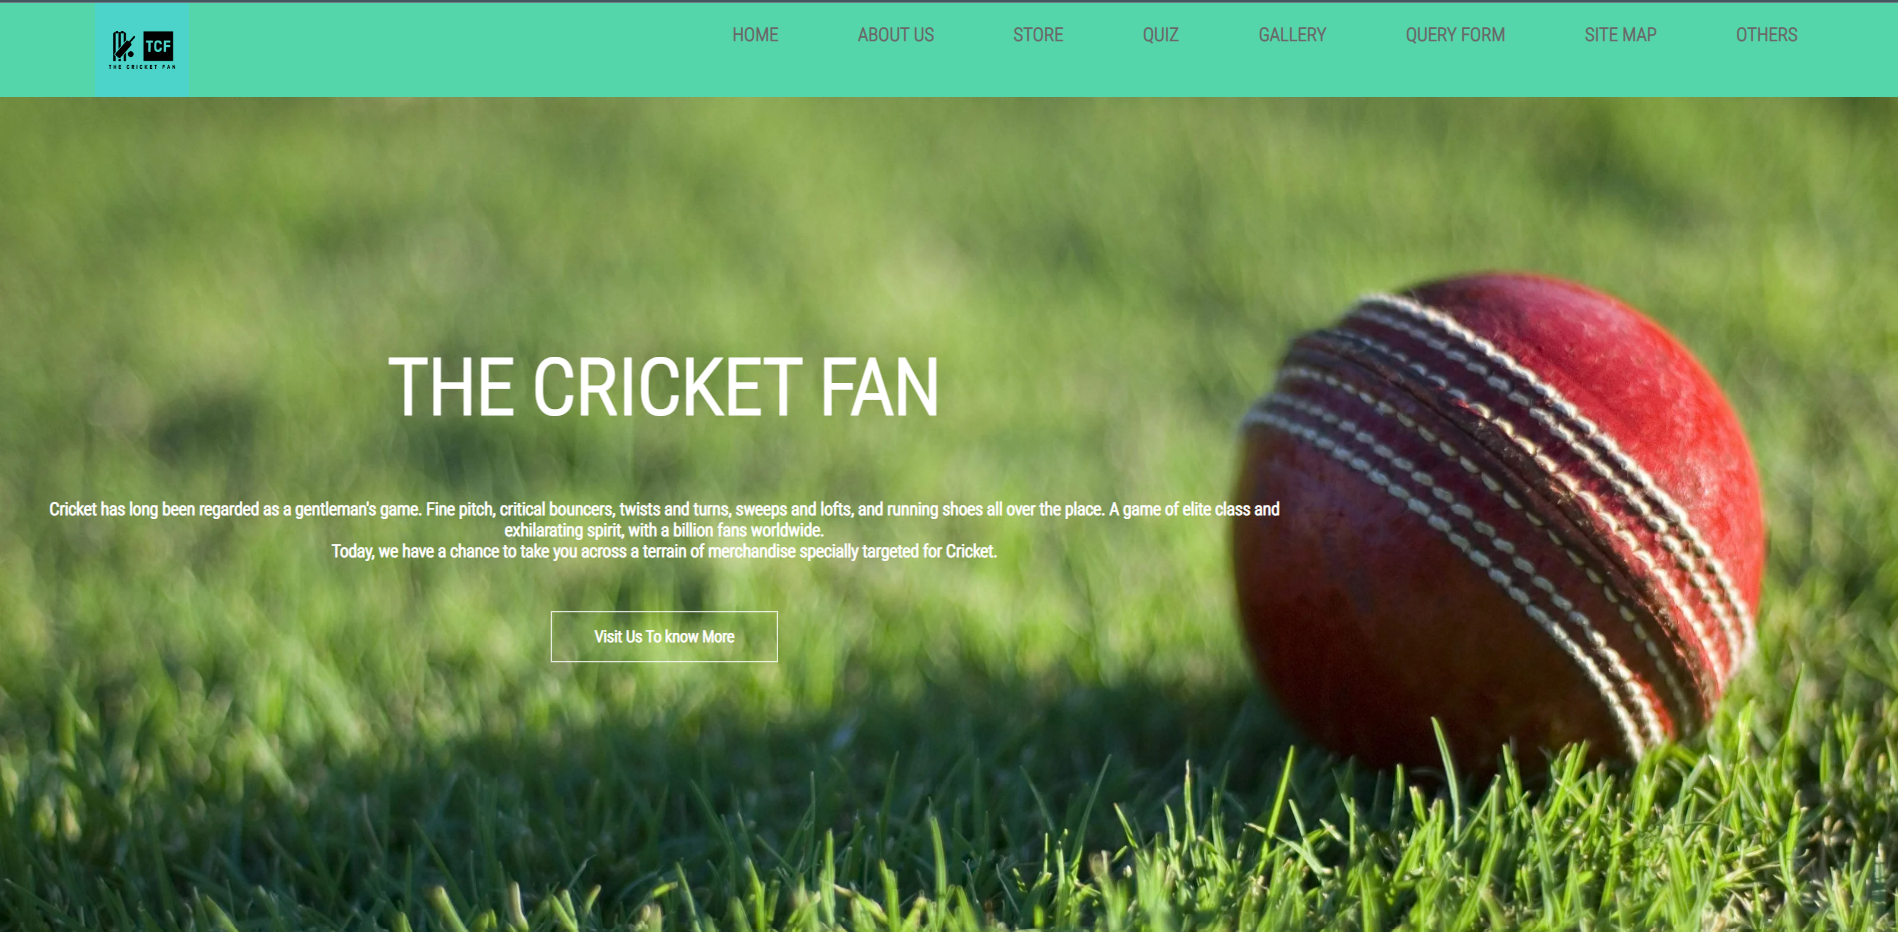 TCF
THE CRICKET FAN
HOME ABOUT US STORE QUIZ GALLERY QUERY FORM SITE MAP OTHERS
THE CRICKET FAN
Cricket has long been regarded as a gentleman's game. Fine pitch, critical bouncers, twists and turns, sweeps and lofts, and running shoes all over the place. A game of elite class and
exhilarating spirit, with a billion fans worldwide.
Today, we have a chance to take you across a terrain of merchandise specially targeted for Cricket.
Visit Us To know More